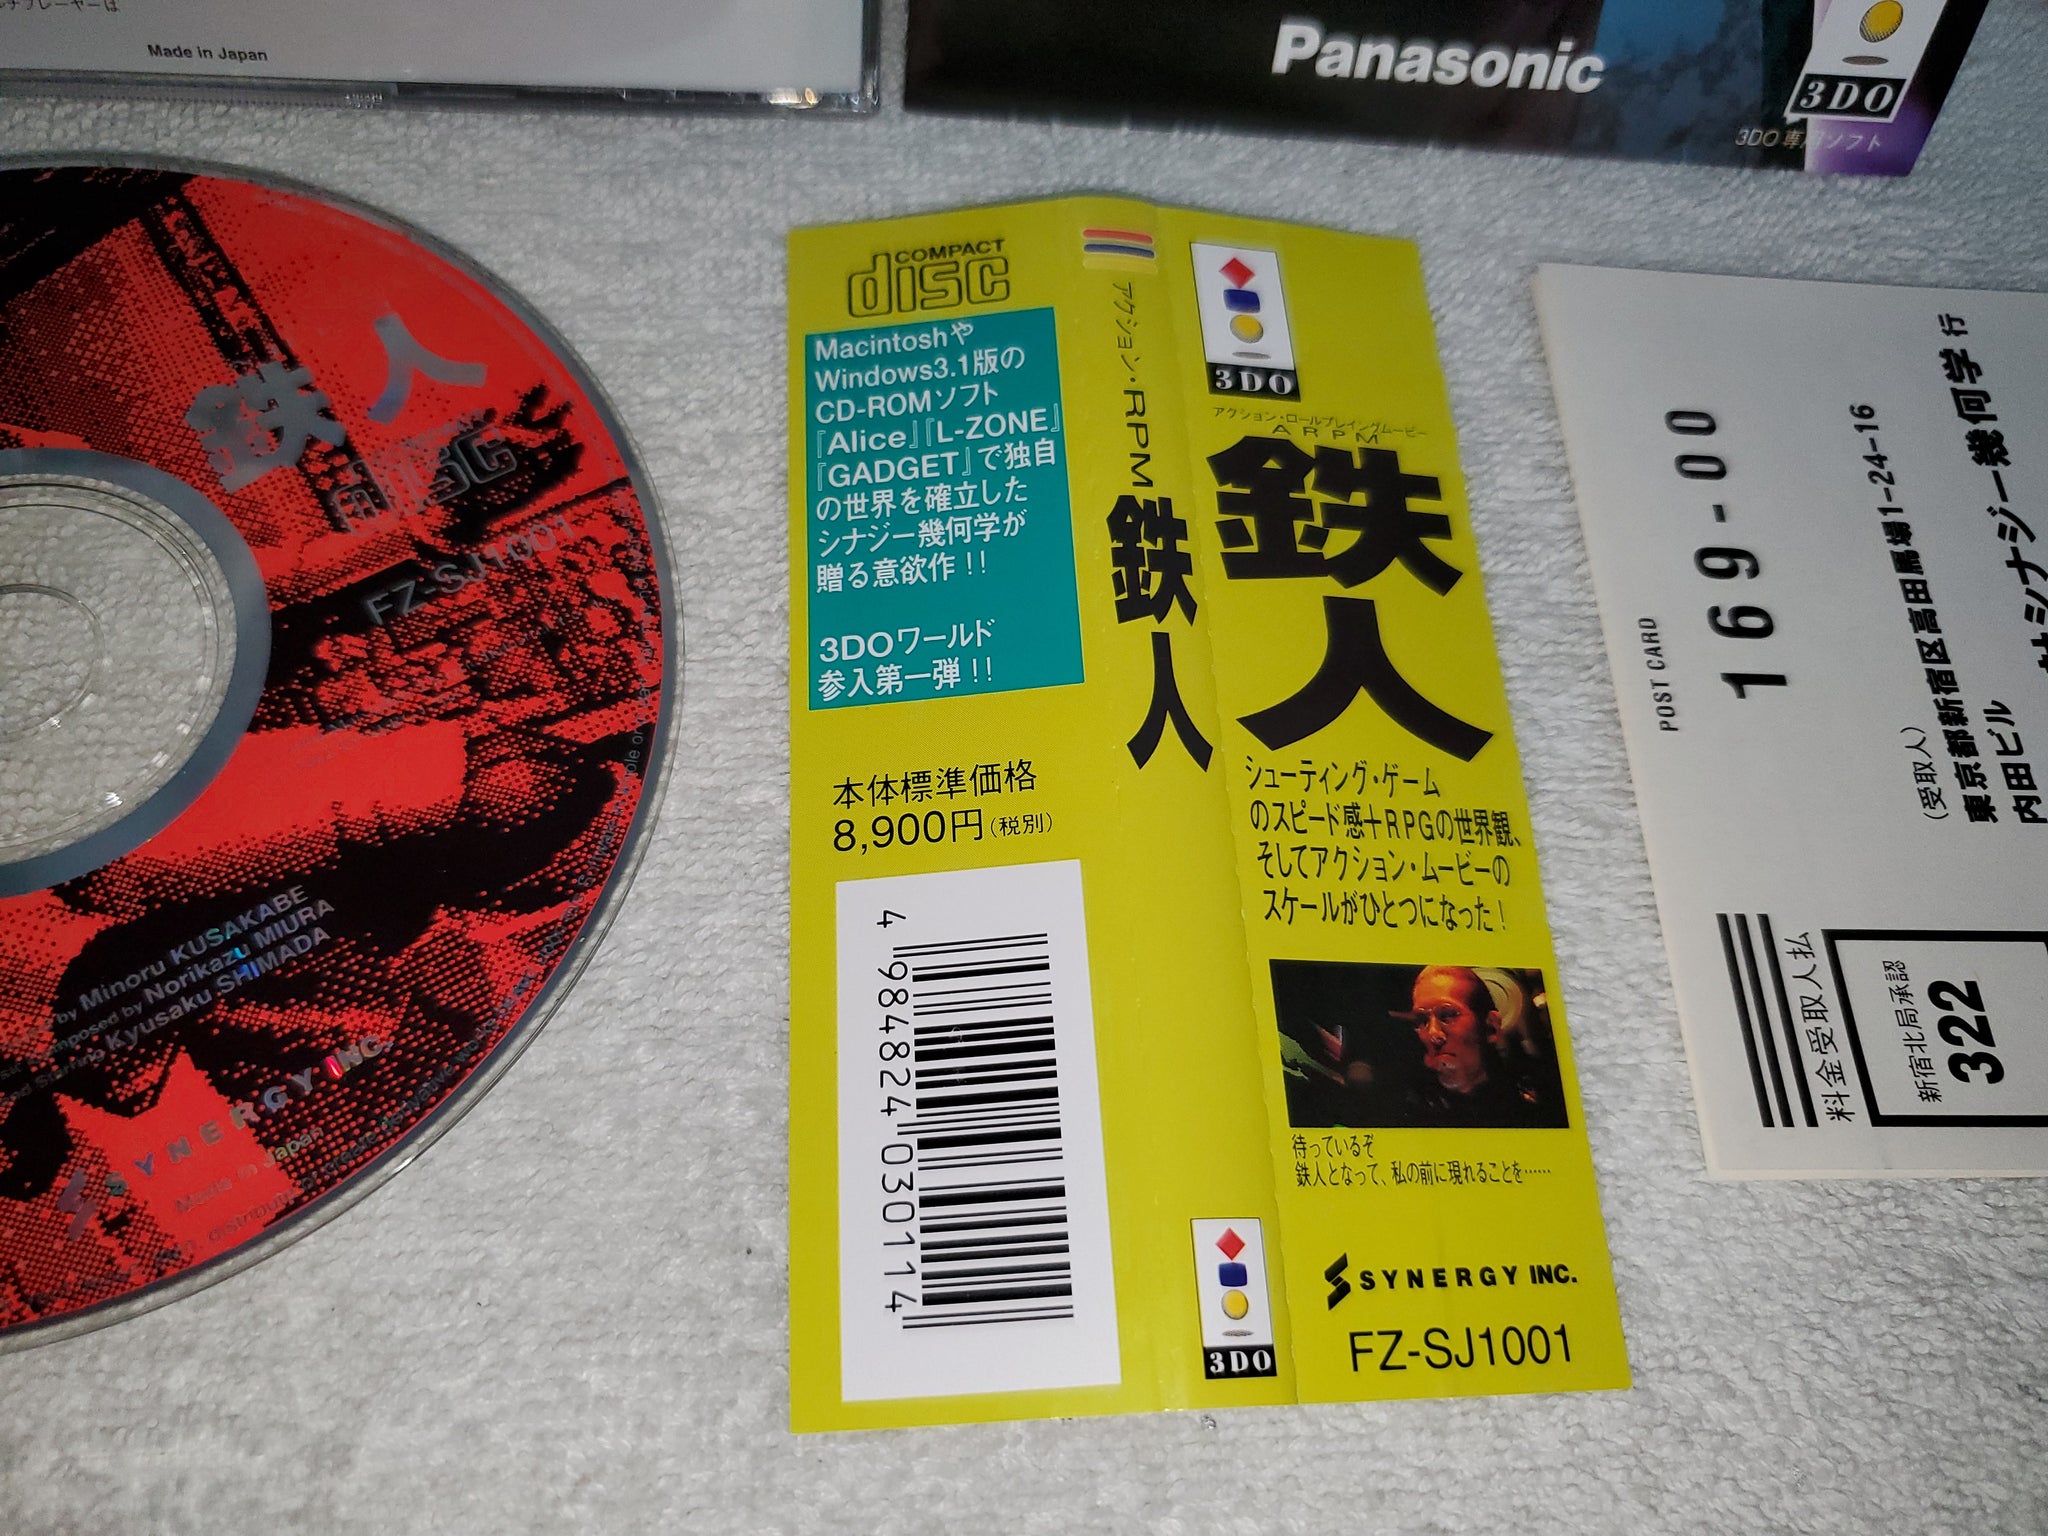 Made in Japan
Panasonic
3DO
3DO専用ソフト
鉄人
disc
FZ-SJ1001
by Minoru KUSAKABE
composed by Norikazu MIURA
and Starring Kyusaku SHIMADA
SYNERGY INC.
Made in Japan
COMPACT
disc
Macintoshや
Windows3.1版の
CD-ROMソフト
『Alice』『L-ZONE』
『GADGET』で独自
の世界を確立した
シナジー幾何学が
贈る意欲作!!
3DOワールド
参入第一弾!!
本体標準価格
8,900円(税別)
4 984824 030114
アクション・RPM 鉄人
3DO
3DO
アクション・ロールプレイングムービー
ARPM
鉄人
シューティング・ゲーム
のスピード感+RPGの世界観、
そしてアクション・ムービーの
スケールがひとつになった!
待っているぞ
鉄人となって、私の前に現れることを……
SYNERGY INC.
FZ-SJ1001
POST CARD
169-00
(受取人)
東京都新宿区高田馬場1-24-16
内田ビル
シナジー幾何学 行
料金受取人払
新宿北局承認
322